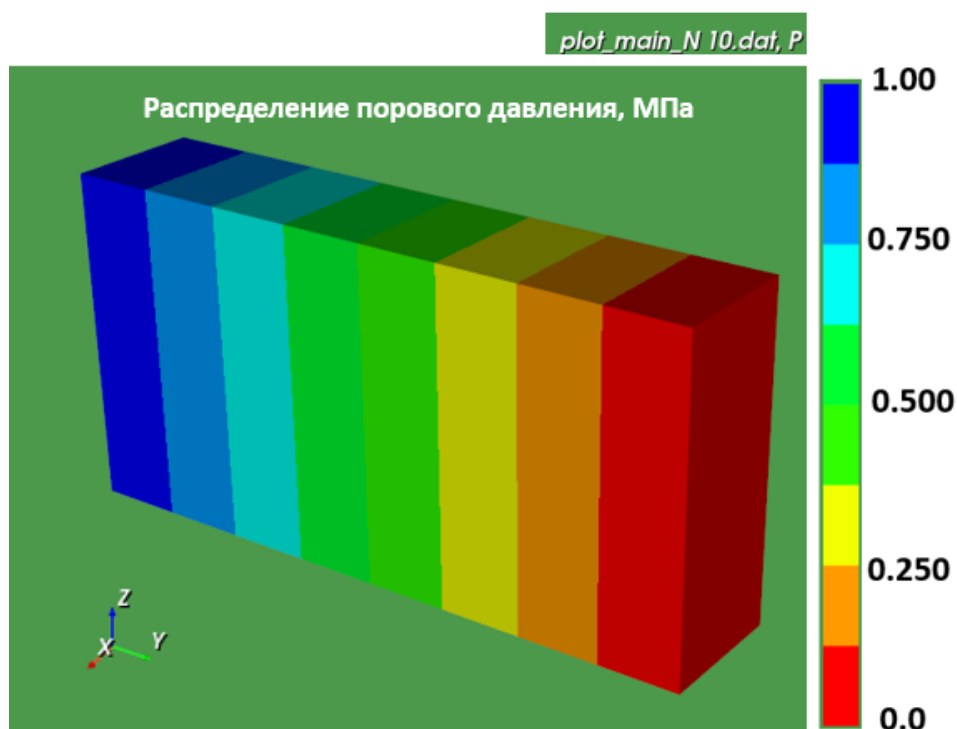 plot_main_N 10.dat, P
Распределение порового давления, МПа
1.00
0.750
0.500
0.250
0.0
Z
X
Y